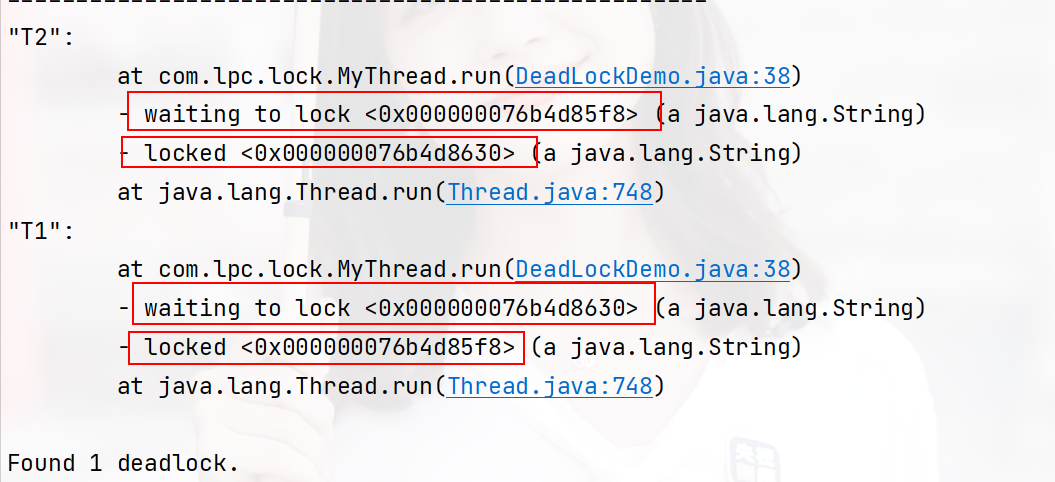 ---------------------------------------------------
"T2":
        at com.lpc.lock.MyThread.run(DeadLockDemo.java:38)
        - waiting to lock <0x000000076b4d85f8> (a java.lang.String)
        - locked <0x000000076b4d8630> (a java.lang.String)
        at java.lang.Thread.run(Thread.java:748)
"T1":
        at com.lpc.lock.MyThread.run(DeadLockDemo.java:38)
        - waiting to lock <0x000000076b4d8630> (a java.lang.String)
        - locked <0x000000076b4d85f8> (a java.lang.String)
        at java.lang.Thread.run(Thread.java:748)
Found 1 deadlock.